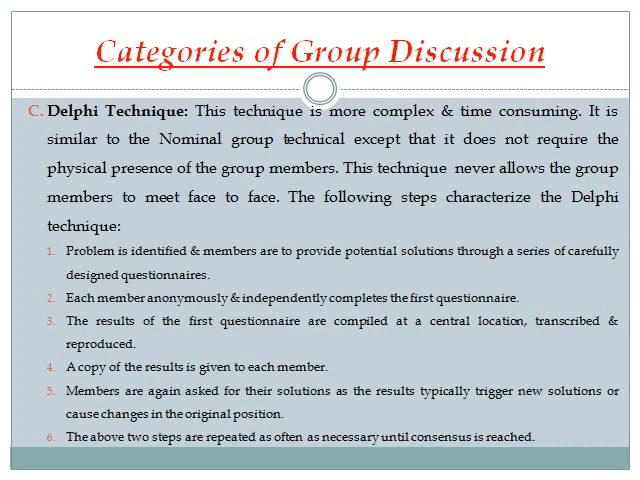 Categories of Group Discussion
C. Delphi Technique: This technique is more complex & time consuming. It is
similar to the Nominal group technical except that it does not require the
physical presence of the group members. This technique never allows the group
members to meet face to face. The following steps characterize the Delphi
technique:
1. Problem is identified & members are to provide potential solutions through a series of carefully
designed questionnaires.
2. Each member anonymously & independently completes the first questionnaire.
3. The results of the first questionnaire are compiled at a central location, transcribed &
reproduced.
4. A copy of the results is given to each member.
5. Members are again asked for their solutions as the results typically trigger new solutions or
cause changes in the original position.
6. The above two steps are repeated as often as necessary until consensus is reached.